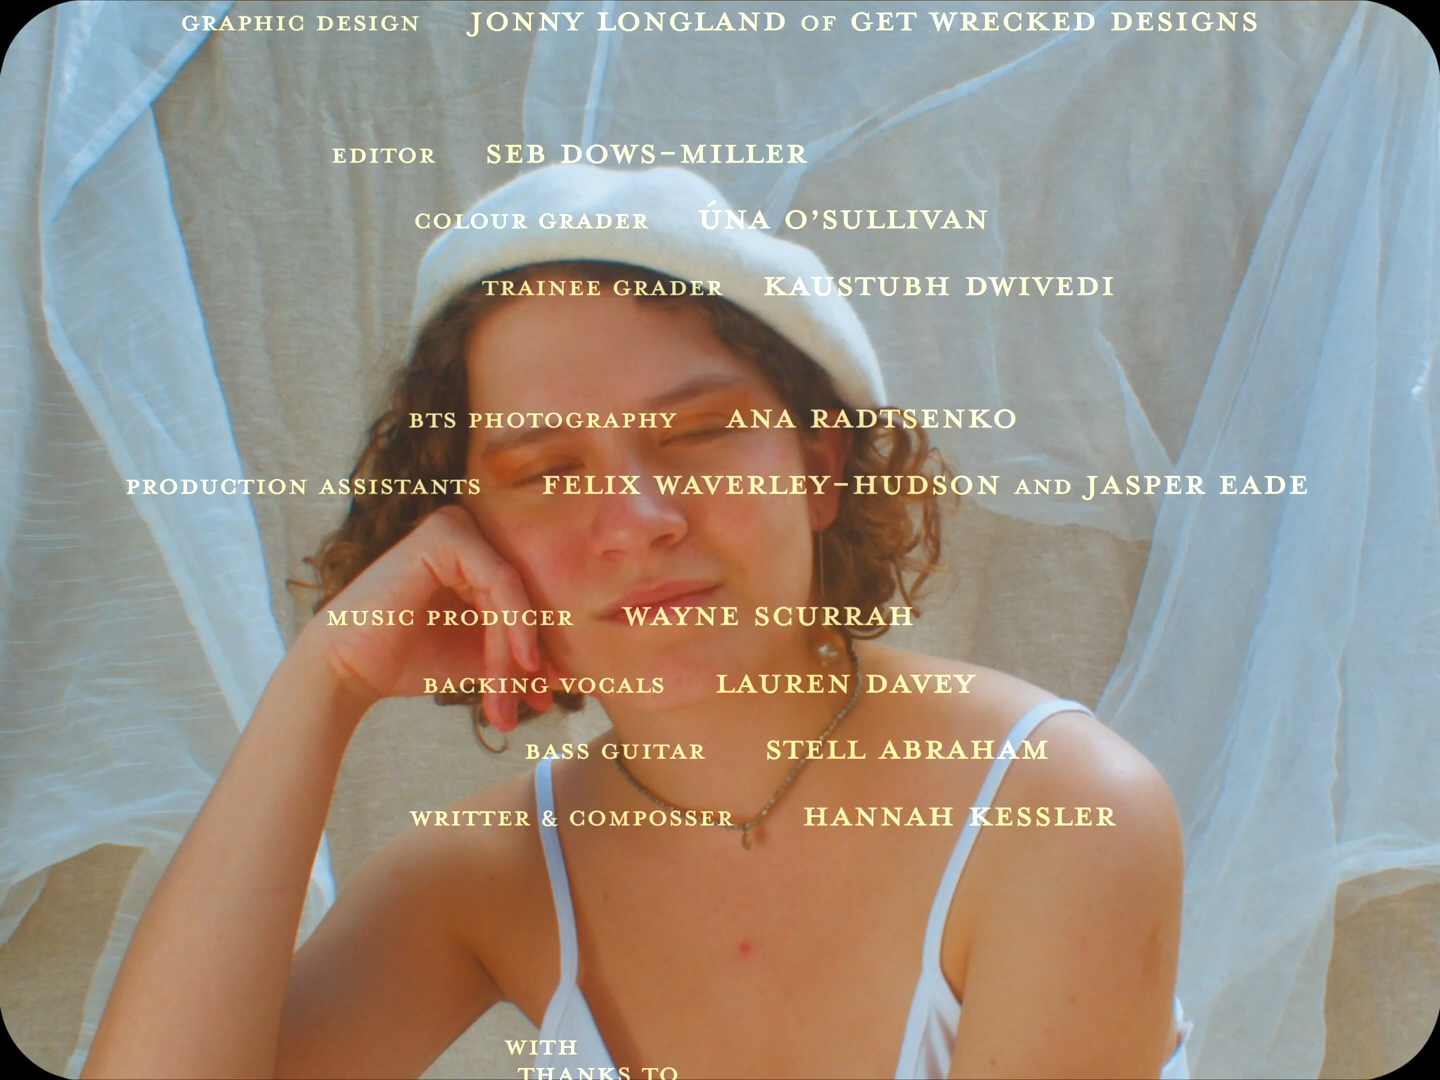 GRAPHIC DESIGN JONNY LONGLAND OF GET WRECKED DESIGNS
EDITOR SEB DOWS-MILLER
COLOUR GRADER ÚNA O'SULLIVAN
TRAINEE GRADER KAUSTUBH DWIVEDI
BTS PHOTOGRAPHY ANA RADTSENKO
PRODUCTION ASSISTANTS FELIX WAVERLEY-HUDSON AND JASPER EADE
MUSIC PRODUCER WAYNE SCURRAH
BACKING VOCALS LAUREN DAVEY
BASS GUITAR STELL ABRAHAM
WRITTER & COMPOSSER HANNAH KESSLER
WITH
THANKS TO